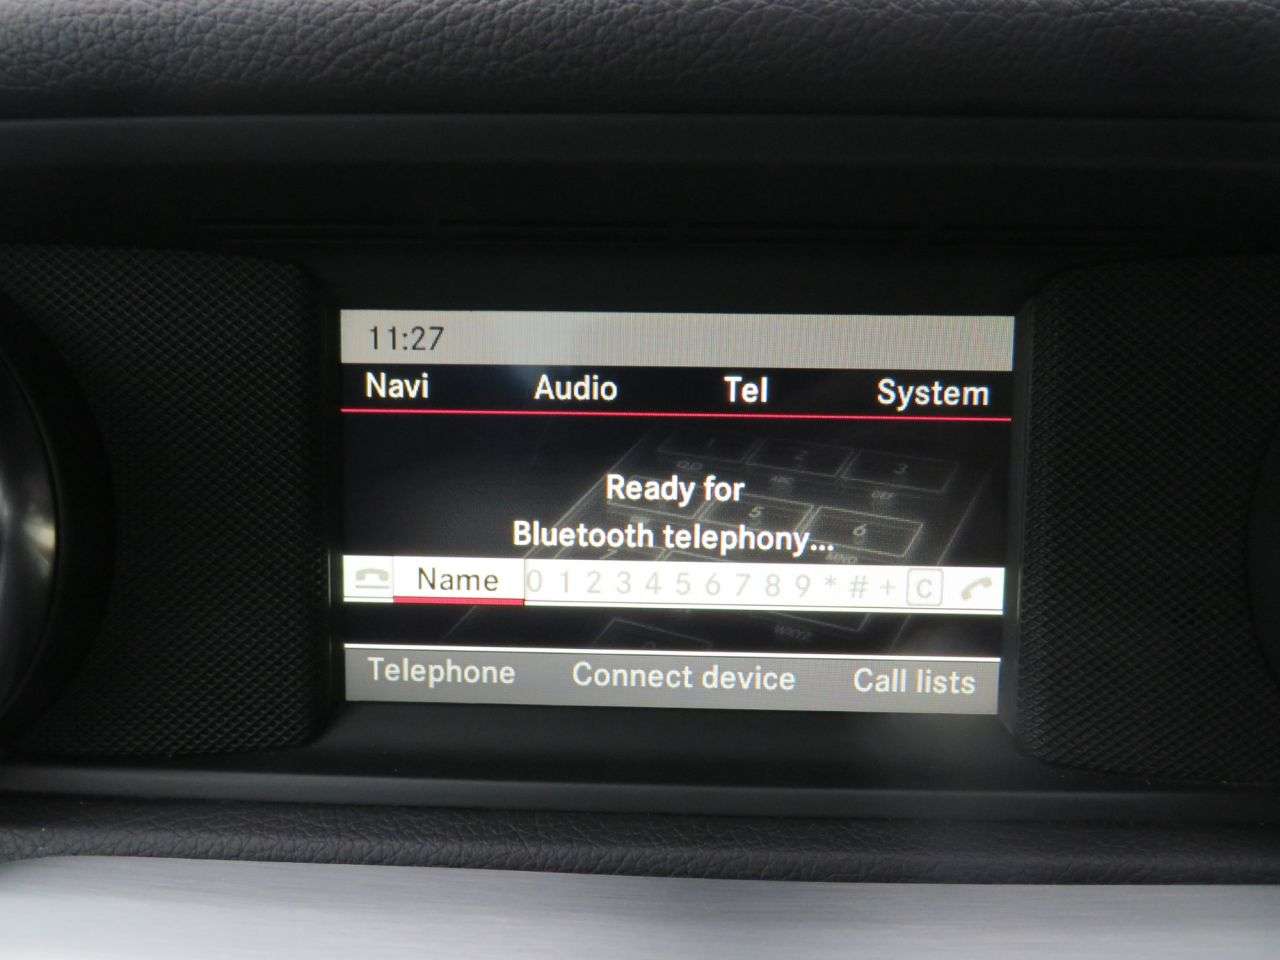 11:27
Navi Audio Tel System
Ready for
Bluetooth telephony...
Name 0 1 2 3 4 5 6 7 8 9 * # + C
Telephone Connect device Call lists